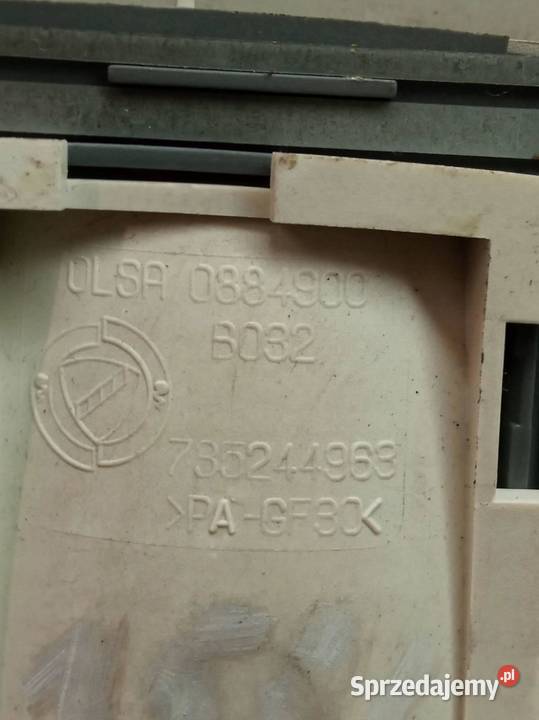 OLSA 0884900
B032
735244963
>PA-GF30<
Sprzedajemy.pl